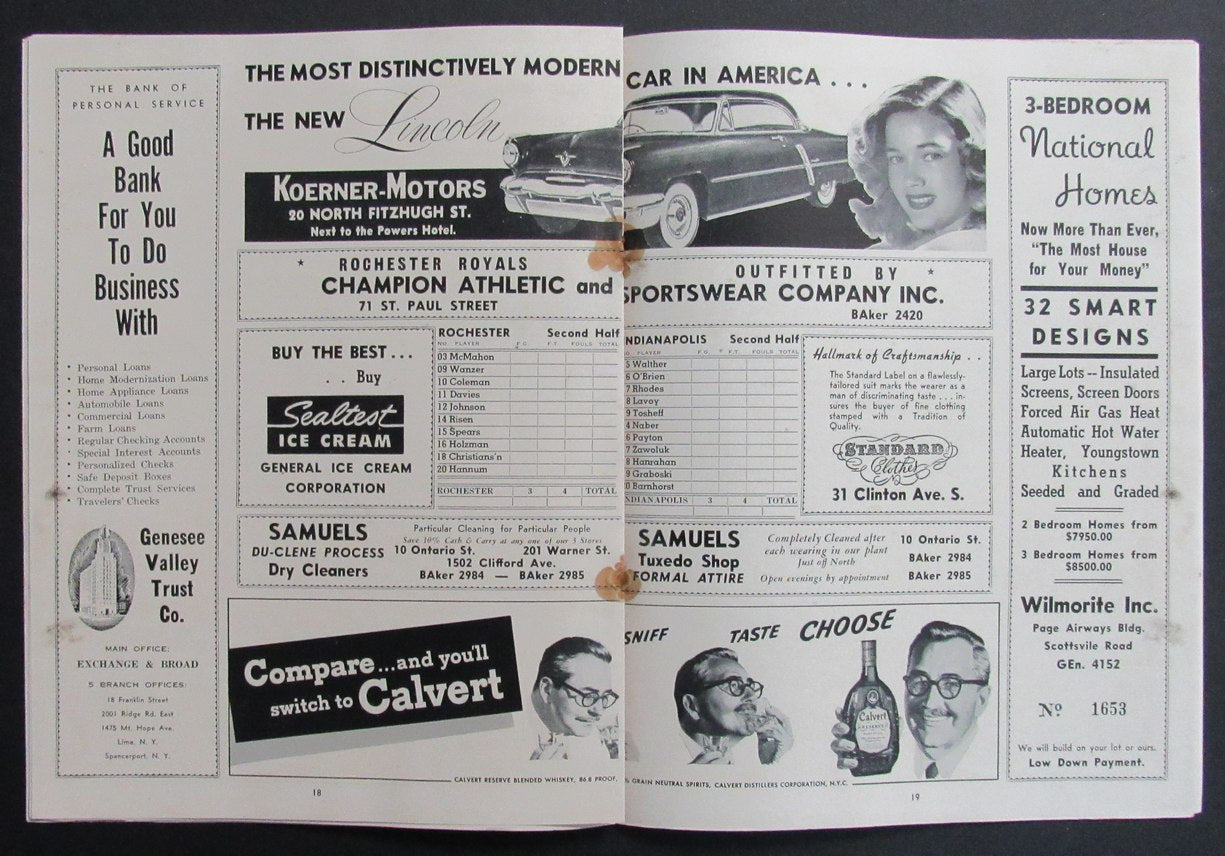 THE BANK OF
PERSONAL SERVICE
A Good
Bank
For You
To Do
Business
With
• Personal Loans
• Home Modernization Loans
• Home Appliance Loans
• Automobile Loans
• Commercial Loans
• Farm Loans
• Regular Checking Accounts
• Special Interest Accounts
• Personalized Checks
• Safe Deposit Boxes
• Complete Trust Services
• Travelers' Checks
Genesee
Valley
Trust
Co.
MAIN OFFICE:
EXCHANGE & BROAD
5 BRANCH OFFICES:
18 Franklin Street
2001 Ridge Rd. East
1475 Mt. Hope Ave.
Lima, N. Y.
Spencerport, N. Y.
THE MOST DISTINCTIVELY MODERN CAR IN AMERICA . . .
THE NEW Lincoln
KOERNER-MOTORS
20 NORTH FITZHUGH ST.
Next to the Powers Hotel.
★ ROCHESTER ROYALS OUTFITTED BY ★
CHAMPION ATHLETIC and SPORTSWEAR COMPANY INC.
71 ST. PAUL STREET BAker 2420
BUY THE BEST . . .
. . Buy
Sealtest
ICE CREAM
GENERAL ICE CREAM
CORPORATION
ROCHESTER Second Half
NO. PLAYER F.G. F.T. FOULS TOTAL
03 McMahon
09 Wanzer
10 Coleman
11 Davies
12 Johnson
14 Risen
15 Spears
16 Holzman
18 Christians'n
20 Hannum
ROCHESTER 3 4 TOTAL
NDIANAPOLIS Second Half
O. PLAYER F.G. F.T. FOULS TOTAL
5 Walther
6 O'Brien
7 Rhodes
8 Lavoy
9 Tosheff
4 Naber
6 Payton
7 Zawoluk
8 Hanrahan
9 Graboski
0 Barnhorst
NDIANAPOLIS 3 4 TOTAL
Hallmark of Craftsmanship . .
The Standard Label on a flawlessly-
tailored suit marks the wearer as a
man of discriminating taste . . . in-
sures the buyer of fine clothing
stamped with a Tradition of
Quality.
STANDARD
Clothes
31 Clinton Ave. S.
SAMUELS
DU-CLENE PROCESS
Dry Cleaners
Particular Cleaning for Particular People
Save 10% Cash & Carry at any one of our 3 Stores
10 Ontario St. 201 Warner St.
1502 Clifford Ave.
BAker 2984 — BAker 2985
SAMUELS
Tuxedo Shop
FORMAL ATTIRE
Completely Cleaned after
each wearing in our plant
Just off North
Open evenings by appointment
10 Ontario St.
BAker 2984
BAker 2985
Compare...and you'll
switch to Calvert
SNIFF TASTE CHOOSE
Calvert
RESERVE
CALVERT RESERVE BLENDED WHISKEY, 86.8 PROOF. % GRAIN NEUTRAL SPIRITS, CALVERT DISTILLERS CORPORATION, N.Y.C.
18
19
3-BEDROOM
National
Homes
Now More Than Ever,
"The Most House
for Your Money"
32 SMART
DESIGNS
Large Lots -- Insulated
Screens, Screen Doors
Forced Air Gas Heat
Automatic Hot Water
Heater, Youngstown
Kitchens
Seeded and Graded
2 Bedroom Homes from
$7950.00
3 Bedroom Homes from
$8500.00
Wilmorite Inc.
Page Airways Bldg.
Scottsvile Road
GEn. 4152
Nº 1653
We will build on your lot or ours.
Low Down Payment.